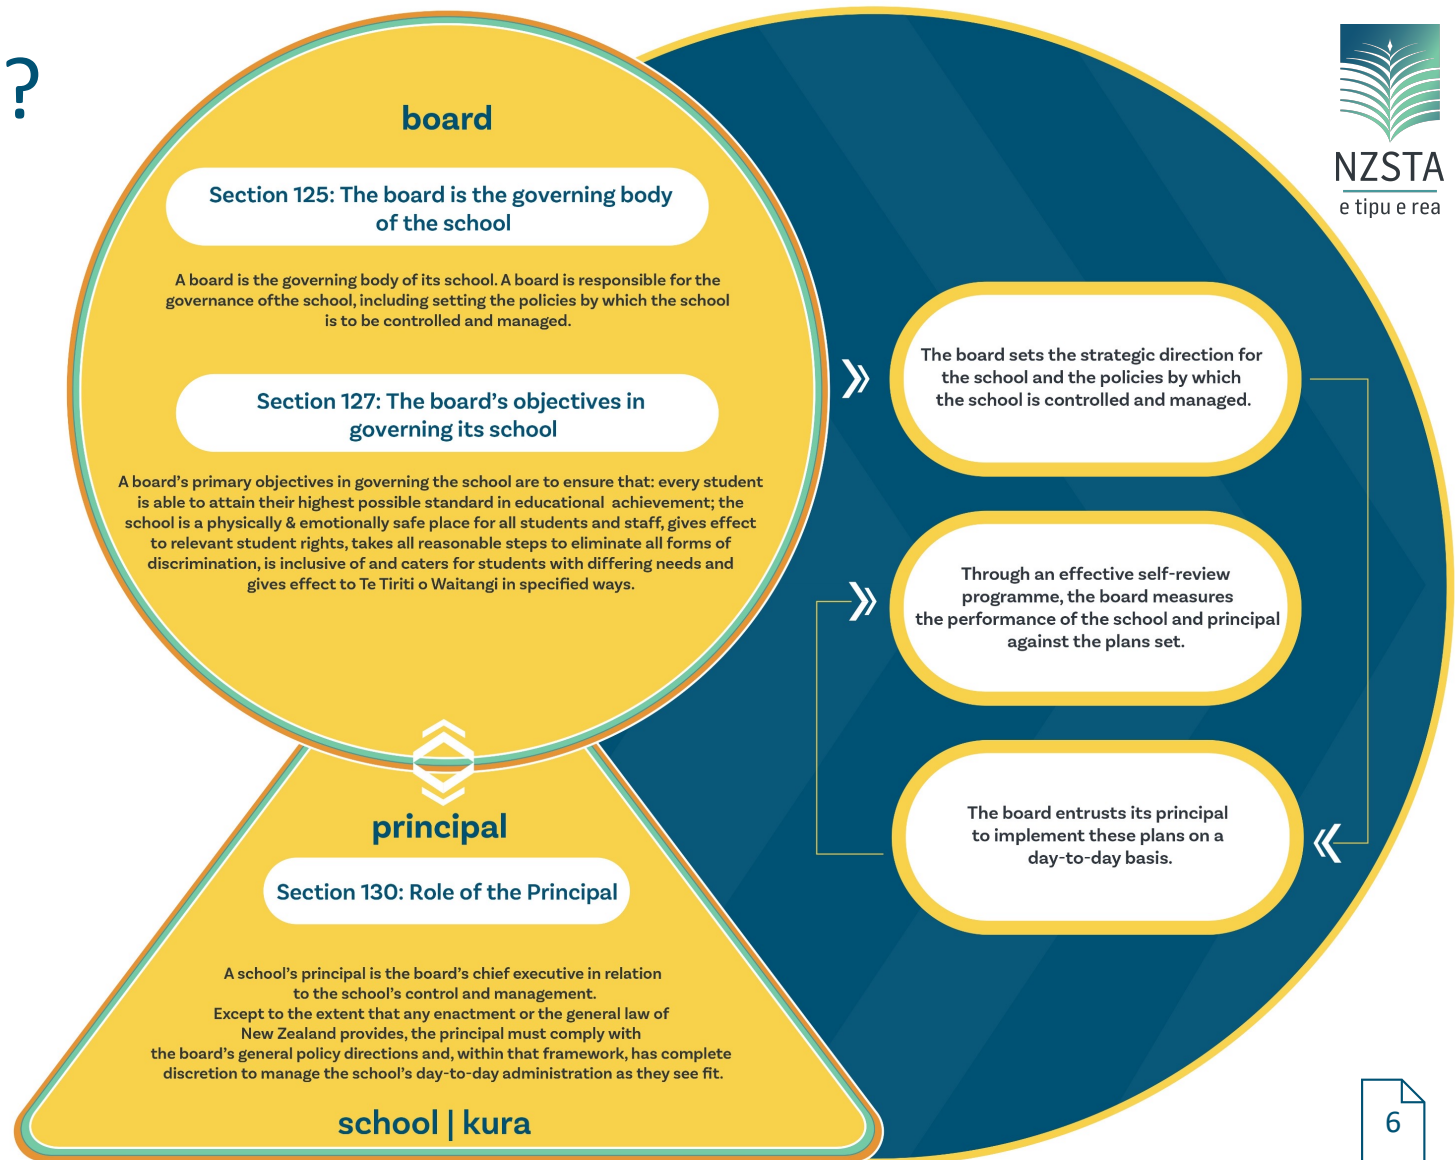 ?
board
Section 125: The board is the governing body
of the school
A board is the governing body of its school. A board is responsible for the
governance ofthe school, including setting the policies by which the school
is to be controlled and managed.
Section 127: The board's objectives in
governing its school
A board's primary objectives in governing the school are to ensure that: every student
is able to attain their highest possible standard in educational achievement; the
school is a physically & emotionally safe place for all students and staff, gives effect
to relevant student rights, takes all reasonable steps to eliminate all forms of
discrimination, is inclusive of and caters for students with differing needs and
gives effect to Te Tiriti o Waitangi in specified ways.
principal
Section 130: Role of the Principal
A school's principal is the board's chief executive in relation
to the school's control and management.
Except to the extent that any enactment or the general law of
New Zealand provides, the principal must comply with
the board's general policy directions and, within that framework, has complete
discretion to manage the school's day-to-day administration as they see fit.
school | kura
The board sets the strategic direction for
the school and the policies by which
the school is controlled and managed.
Through an effective self-review
programme, the board measures
the performance of the school and principal
against the plans set.
The board entrusts its principal
to implement these plans on a
day-to-day basis.
NZSTA
e tipu e rea
6